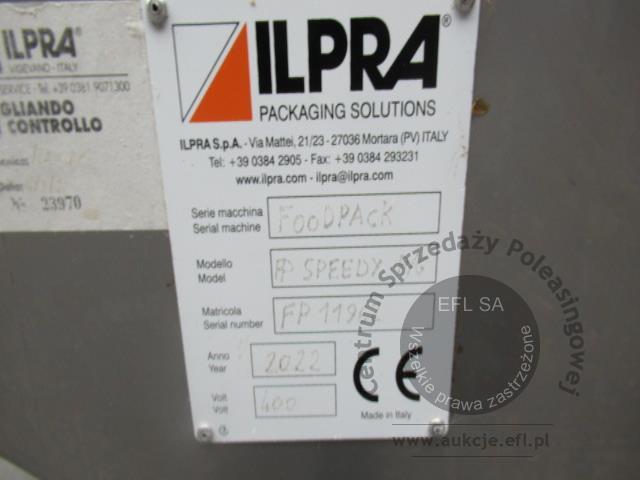 ILPRA®
VIGEVANO - ITALY
SERVICE - Tel. +39 0381 9071300
GLIANDO
CONTROLLO
№ 23970
ILPRA®
PACKAGING SOLUTIONS
ILPRA S.p.A. - Via Mattei, 21/23 - 27036 Mortara (PV) ITALY
Tel: +39 0384 2905 - Fax: +39 0384 293231
www.ilpra.com - ilpra@ilpra.com
Serie macchina
Serial machine
FOODPACK
Modello
Model
SPEEDY
Matricola
Serial number
Anno
Year
2022
Volt
Volt
400
CE
Made in Italy
Centrum Sprzedaży Poleasingowej
EFL SA
Wszelkie prawa zastrzeżone
www.aukcje.efl.pl